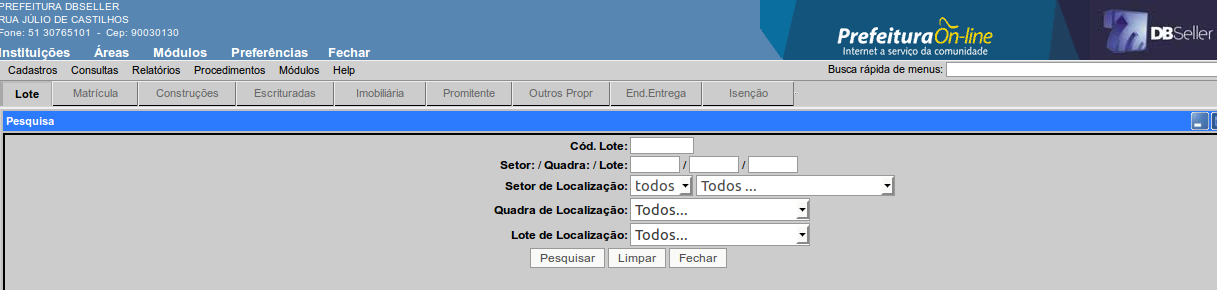 PREFEITURA DBSELLER
RUA JÚLIO DE CASTILHOS
Fone: 51 30765101 - Cep: 90030130
Instituições Áreas Módulos Preferências Fechar
Prefeitura On-line
Internet a serviço da comunidade
DBSeller
Cadastros Consultas Relatórios Procedimentos Módulos Help
Busca rápida de menus:
Lote Matrícula Construções Escrituradas Imobiliária Promitente Outros Propr End.Entrega Isenção
Pesquisa
Cód. Lote:
Setor: / Quadra: / Lote: / /
Setor de Localização: todos Todos ...
Quadra de Localização: Todos...
Lote de Localização: Todos...
Pesquisar Limpar Fechar